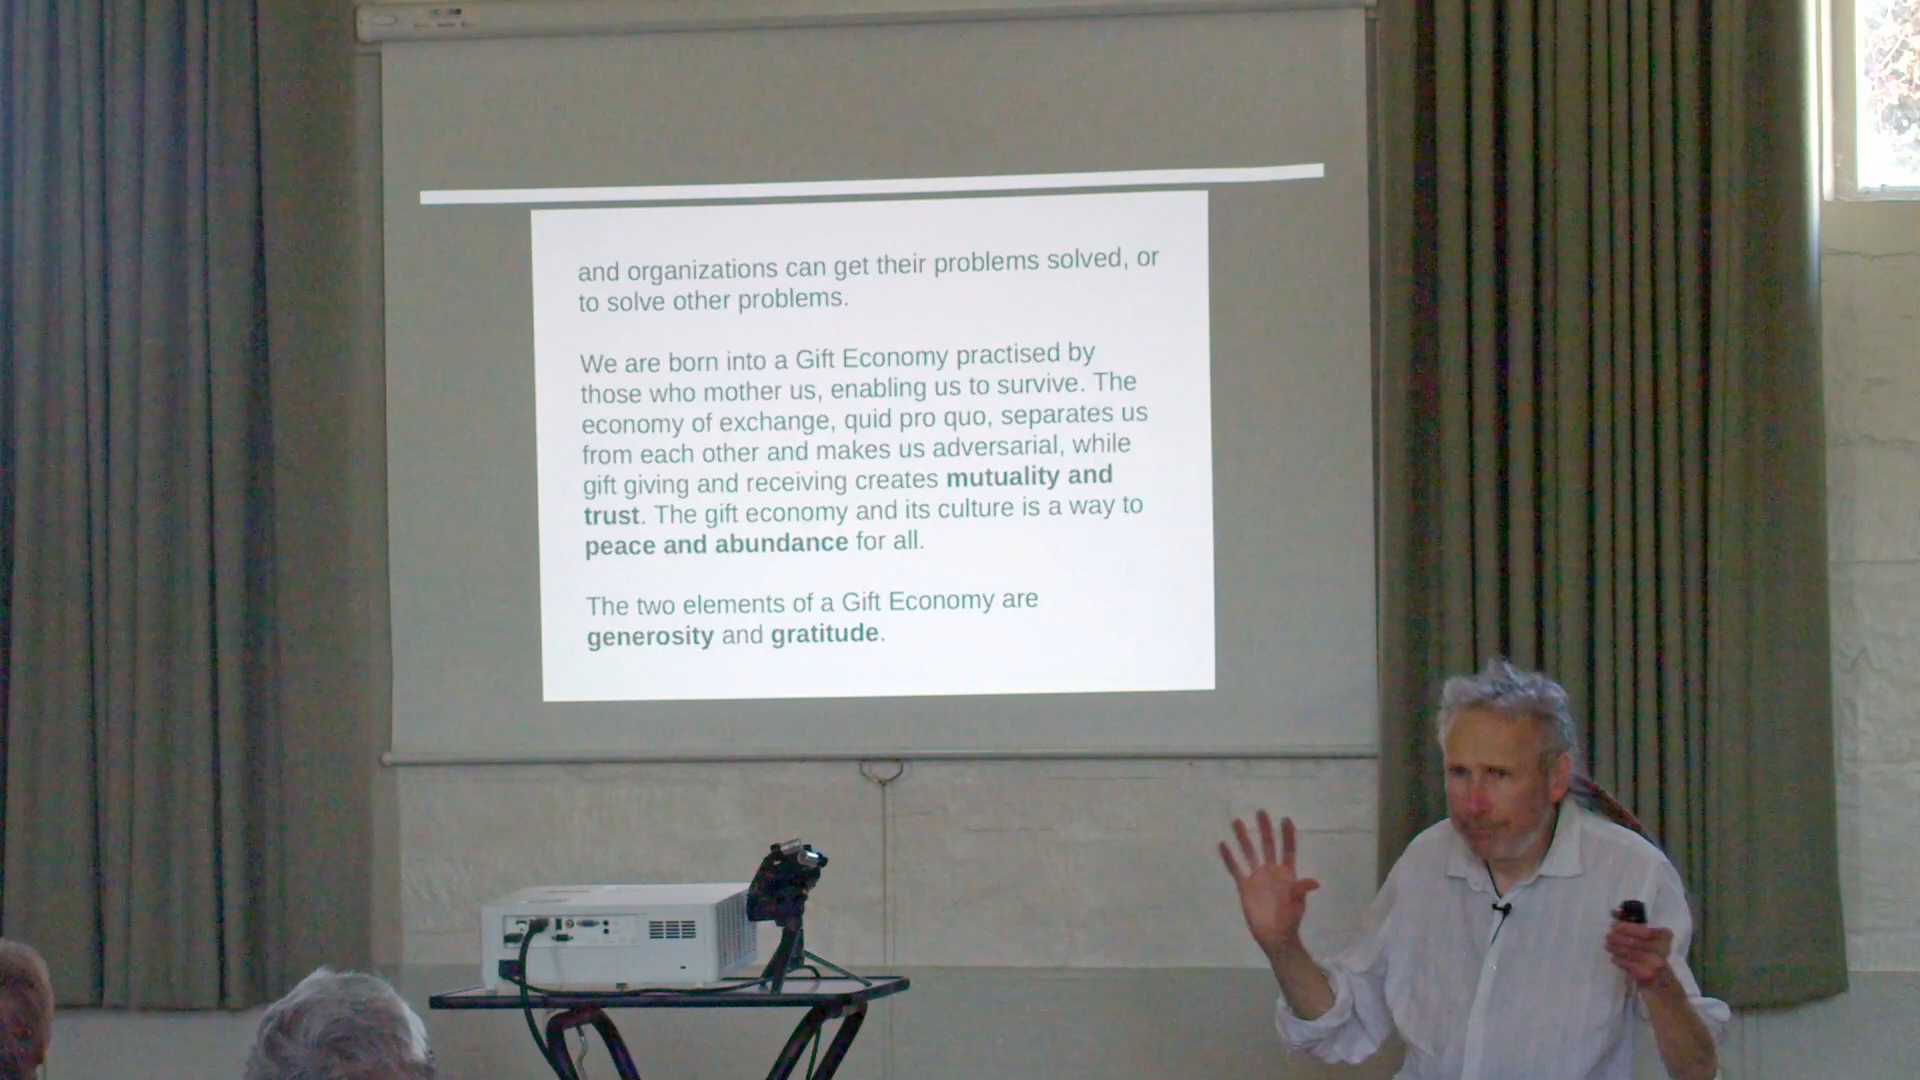 and organizations can get their problems solved, or
to solve other problems.
We are born into a Gift Economy practised by
those who mother us, enabling us to survive. The
economy of exchange, quid pro quo, separates us
from each other and makes us adversarial, while
gift giving and receiving creates mutuality and
trust. The gift economy and its culture is a way to
peace and abundance for all.
The two elements of a Gift Economy are
generosity and gratitude.